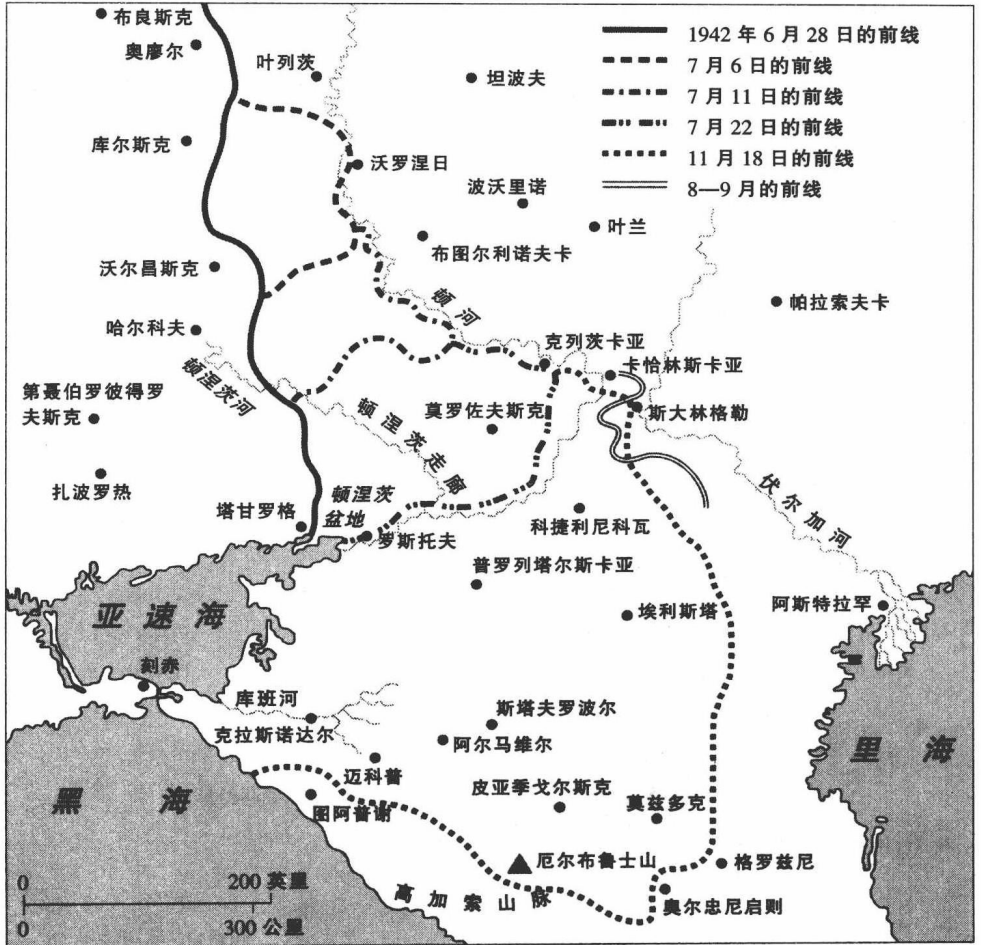 布良斯克
奥廖尔
叶列茨
坦波夫
1942 年 6 月 28 日的前线
7 月 6 日的前线
7 月 11 日的前线
7 月 22 日的前线
11 月 18 日的前线
8—9 月的前线
库尔斯克
沃罗涅日
波沃里诺
叶兰
布图尔利诺夫卡
沃尔昌斯克
顿河
帕拉索夫卡
哈尔科夫
克列茨卡亚
卡恰林斯卡亚
顿涅茨河
第聂伯罗彼得罗
夫斯克
莫罗佐夫斯克
斯大林格勒
顿涅茨走廊
扎波罗热
顿涅茨
盆地
塔甘罗格
罗斯托夫
科捷利尼科瓦
伏尔加河
普罗列塔尔斯卡亚
亚速海
埃利斯塔
阿斯特拉罕
刻赤
库班河
克拉斯诺达尔
斯塔夫罗波尔
阿尔马维尔
里海
迈科普
黑海
图阿普谢
皮亚季戈尔斯克
莫兹多克
厄尔布鲁士山
格罗兹尼
高加索山脉
奥尔忠尼启则
0
200 英里
0
300 公里